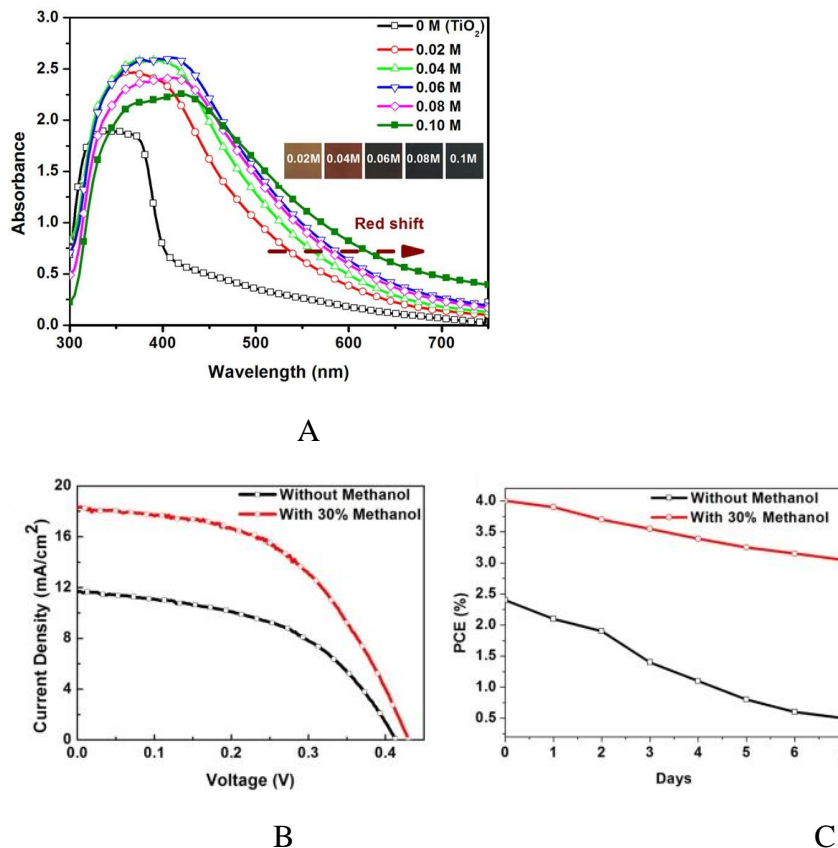 3.0
2.5
2.0
1.5
1.0
0.5
0.0
Absorbance
0 M (TiO2)
0.02 M
0.04 M
0.06 M
0.08 M
0.10 M
0.02M 0.04M 0.06M 0.08M 0.1M
Red shift
300 400 500 600 700
Wavelength (nm)
A
20
16
12
8
4
0
Current Density (mA/cm2)
Without Methanol
With 30% Methanol
0.0 0.1 0.2 0.3 0.4
Voltage (V)
B
4.0
3.5
3.0
2.5
2.0
1.5
1.0
0.5
PCE (%)
Without Methanol
With 30% Methanol
0 1 2 3 4 5 6
Days
C